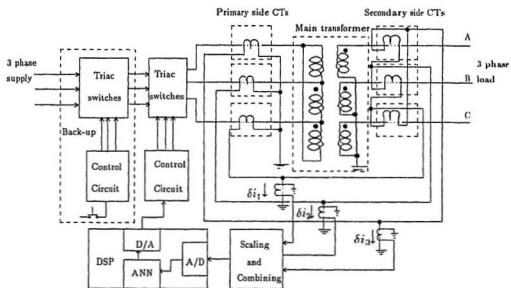 Primary side CTs
Main transformer
Secondary side CTs
3 phase
supply
Triac
switches
Triac
switches
A
B
C
3 phase
load
Back-up
Control
Circuit
Control
Circuit
δi₁
δi₂
δi₃
D/A
DSP
A/D
ANN
Scaling
and
Combining